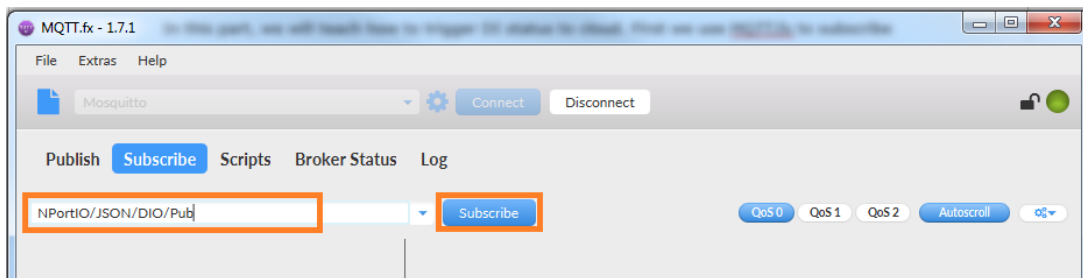 MQTT.fx - 1.7.1
File Extras Help
Mosquitto Connect Disconnect
Publish Subscribe Scripts Broker Status Log
NPortIO/JSON/DIO/Pub Subscribe QoS 0 QoS 1 QoS 2 Autoscroll